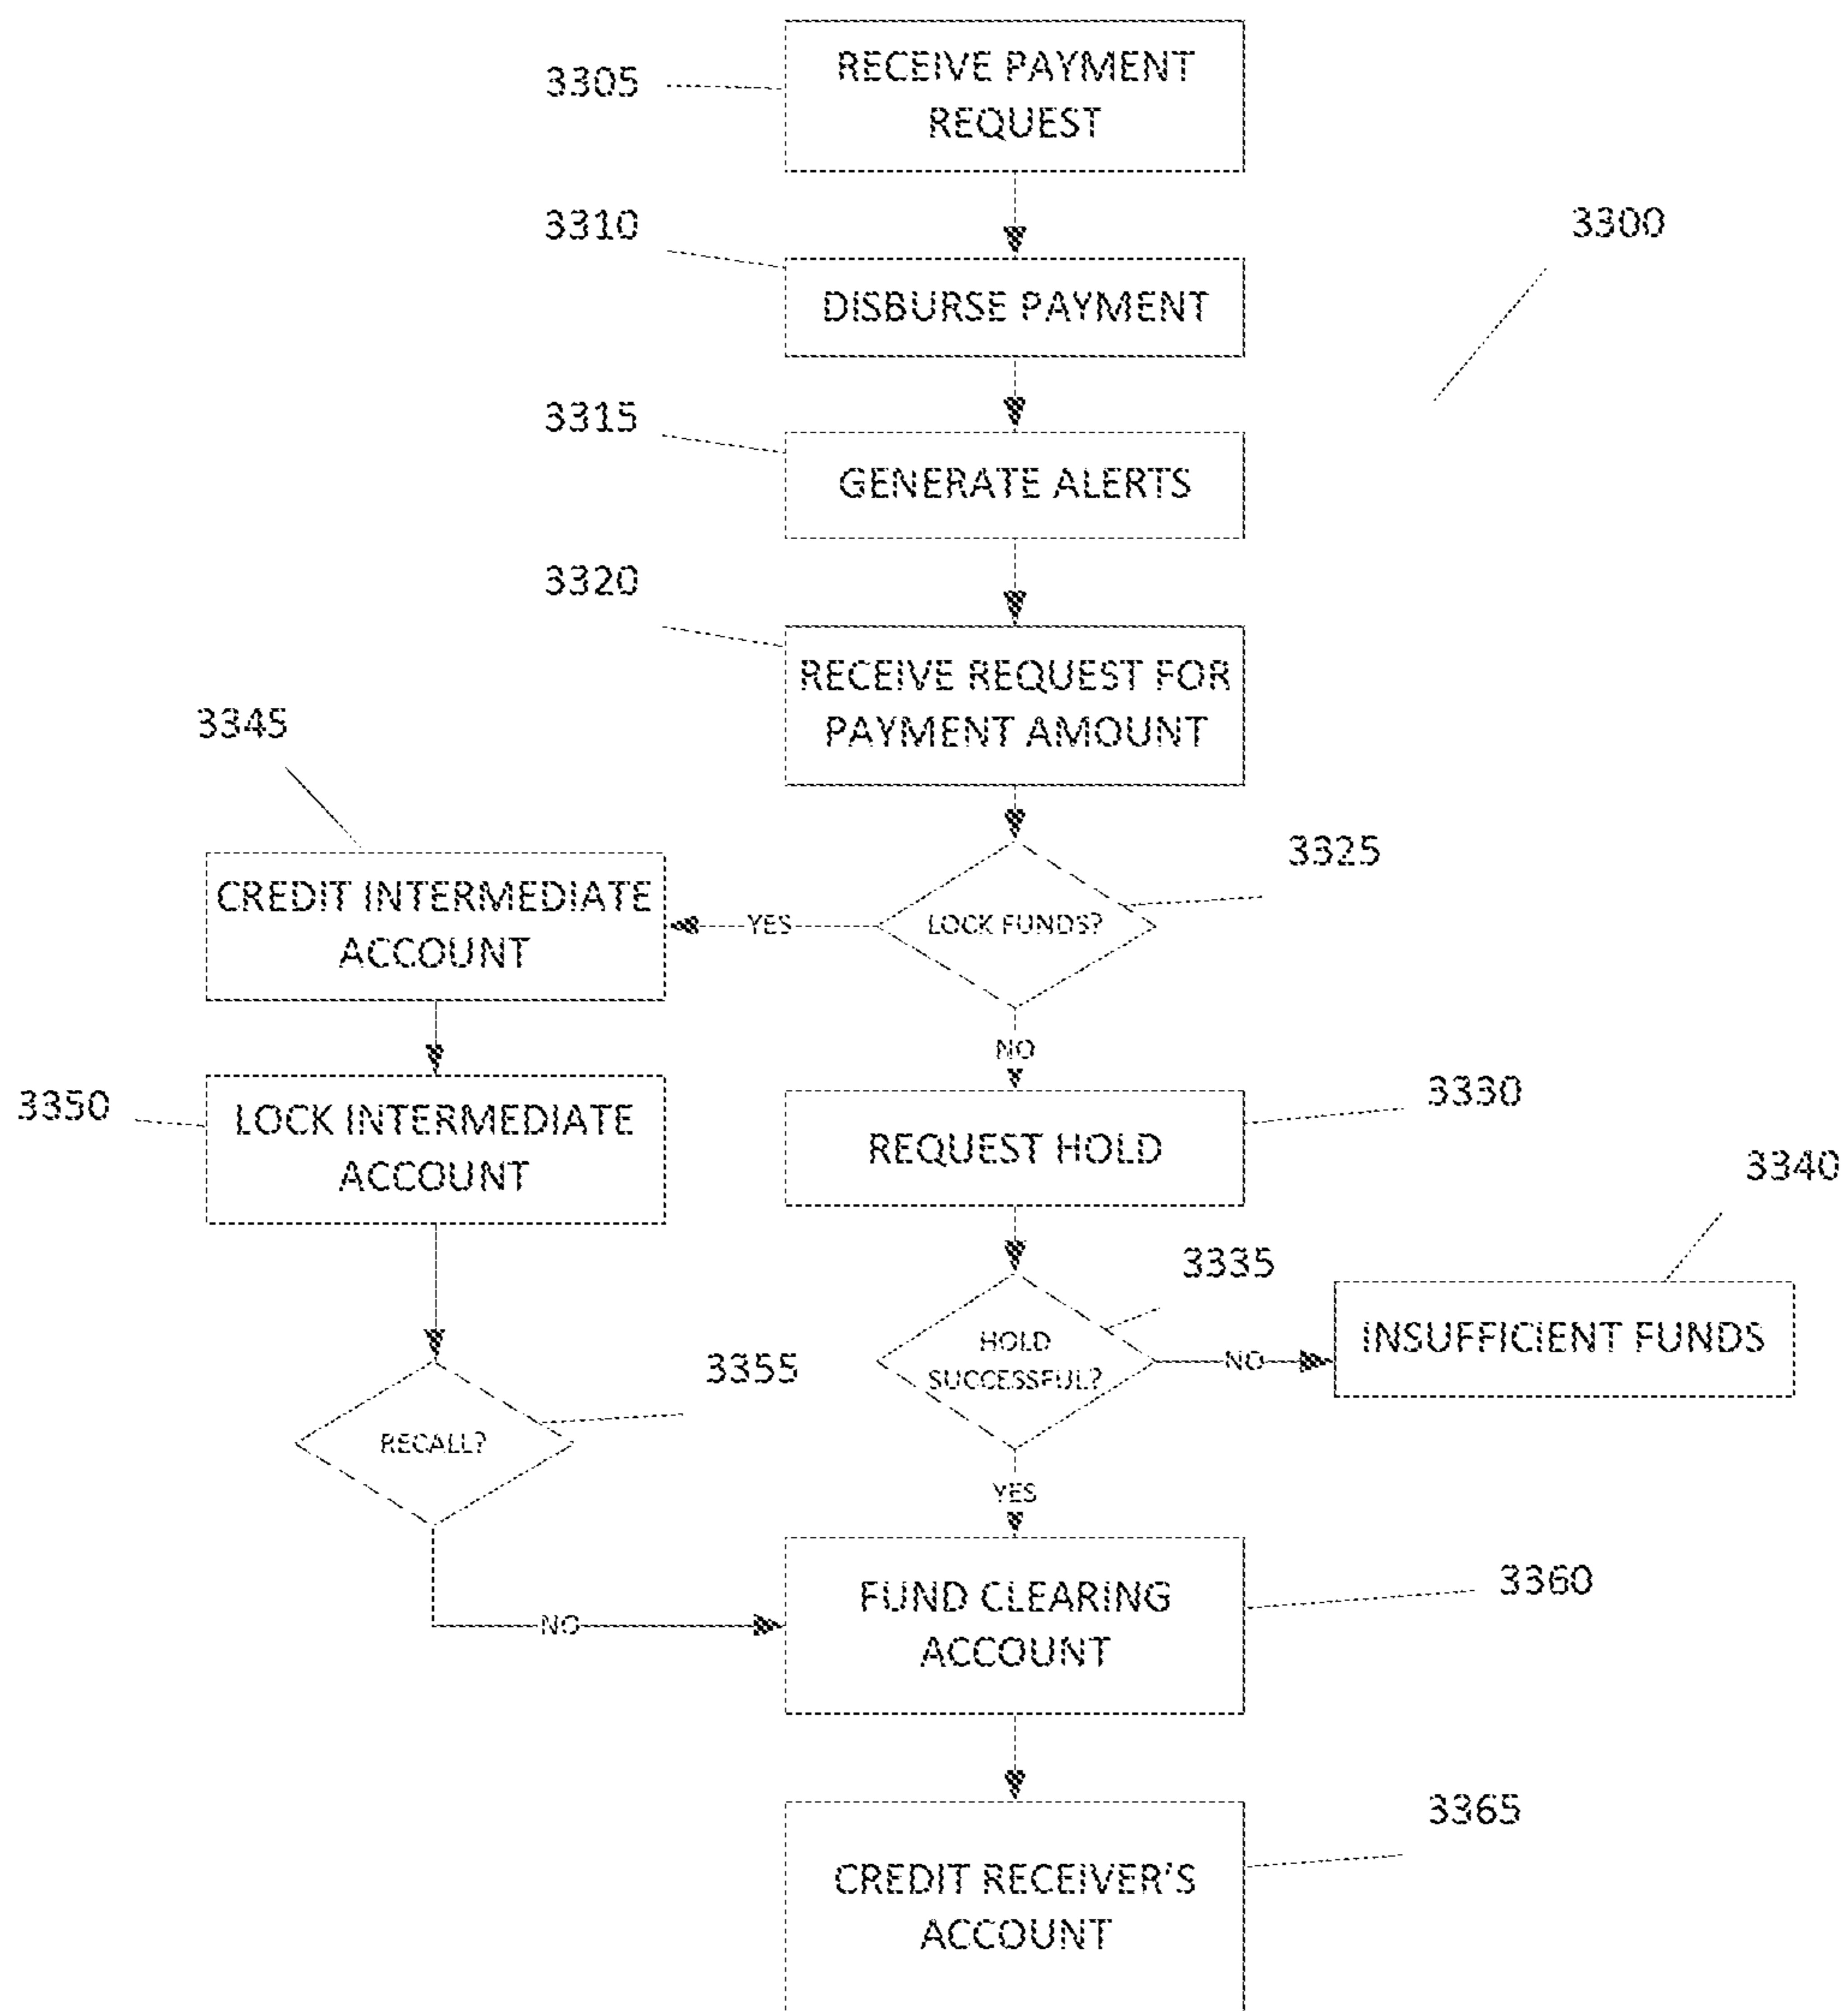 3305
RECEIVE PAYMENT
REQUEST
3310
3300
DISBURSE PAYMENT
3315
GENERATE ALERTS
3320
RECEIVE REQUEST FOR
PAYMENT AMOUNT
3345
3325
CREDIT INTERMEDIATE
ACCOUNT
YES
LOCK FUNDS?
NO
3350
LOCK INTERMEDIATE
ACCOUNT
3330
REQUEST HOLD
3340
3335
INSUFFICIENT FUNDS
HOLD
SUCCESSFUL?
NO
3355
RECALL?
YES
3360
FUND CLEARING
ACCOUNT
NO
3365
CREDIT RECEIVER'S
ACCOUNT